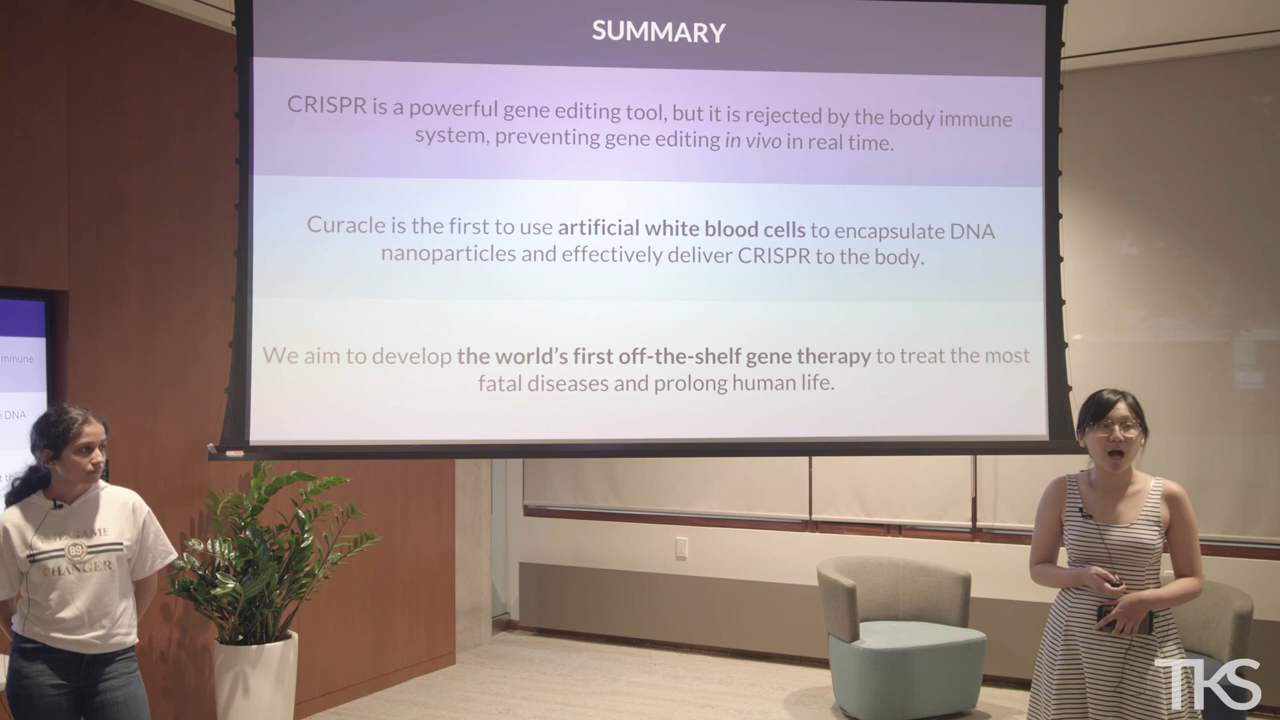 SUMMARY
CRISPR is a powerful gene editing tool, but it is rejected by the body immune
system, preventing gene editing in vivo in real time.
Curacle is the first to use artificial white blood cells to encapsulate DNA
nanoparticles and effectively deliver CRISPR to the body.
We aim to develop the world's first off-the-shelf gene therapy to treat the most
fatal diseases and prolong human life.
immune
DNA
GAME
89
CHANGER
TKS